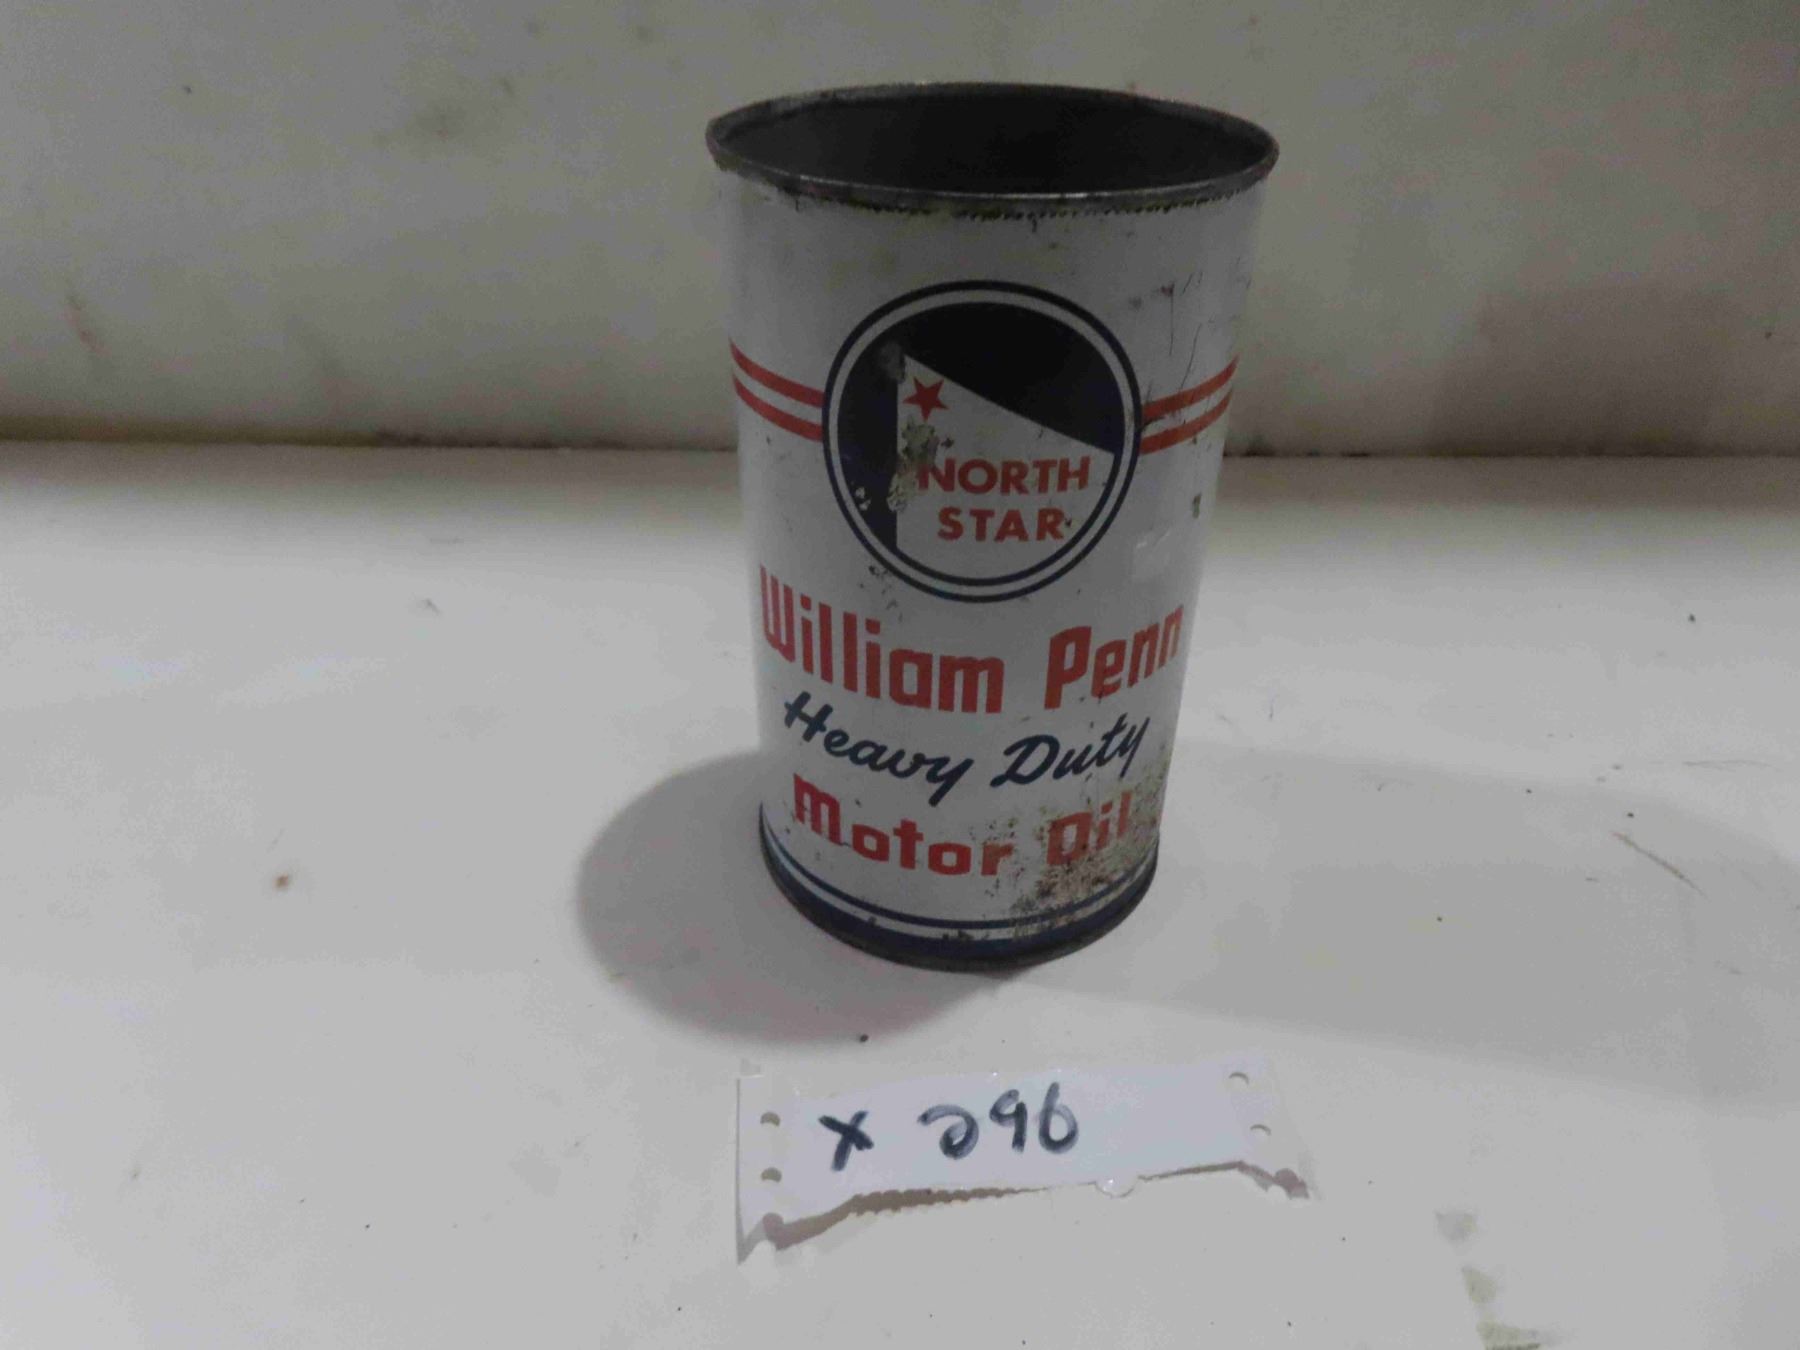 NORTH
STAR
William Penn
Heavy Duty
Motor Oil
X 296